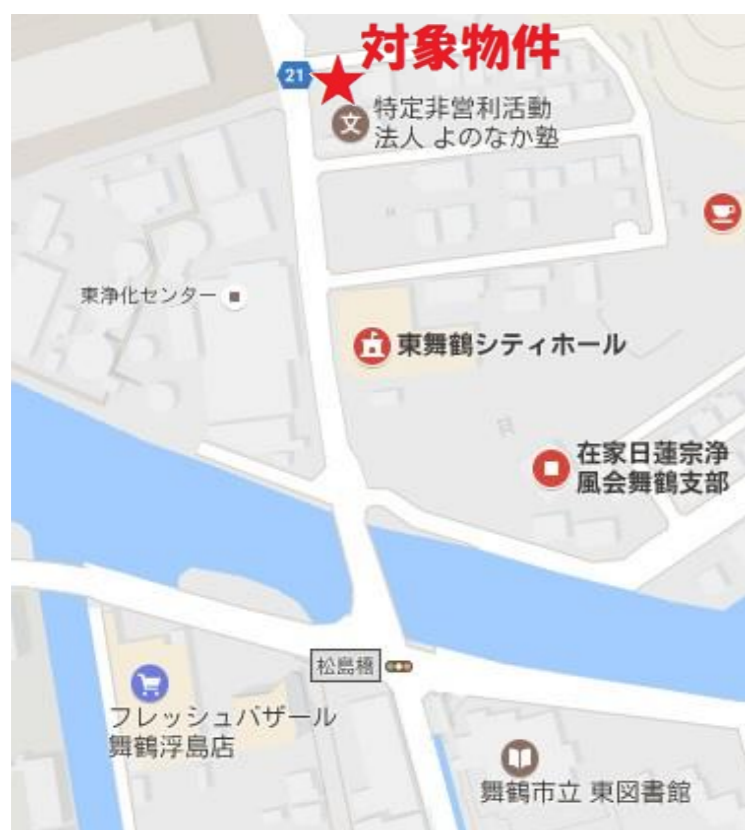 対象物件
21
特定非営利活動
法人 よのなか塾
文
東浄化センター
東舞鶴シティホール
在家日蓮宗浄
風会舞鶴支部
松島橋
フレッシュバザール
舞鶴浮島店
舞鶴市立 東図書館